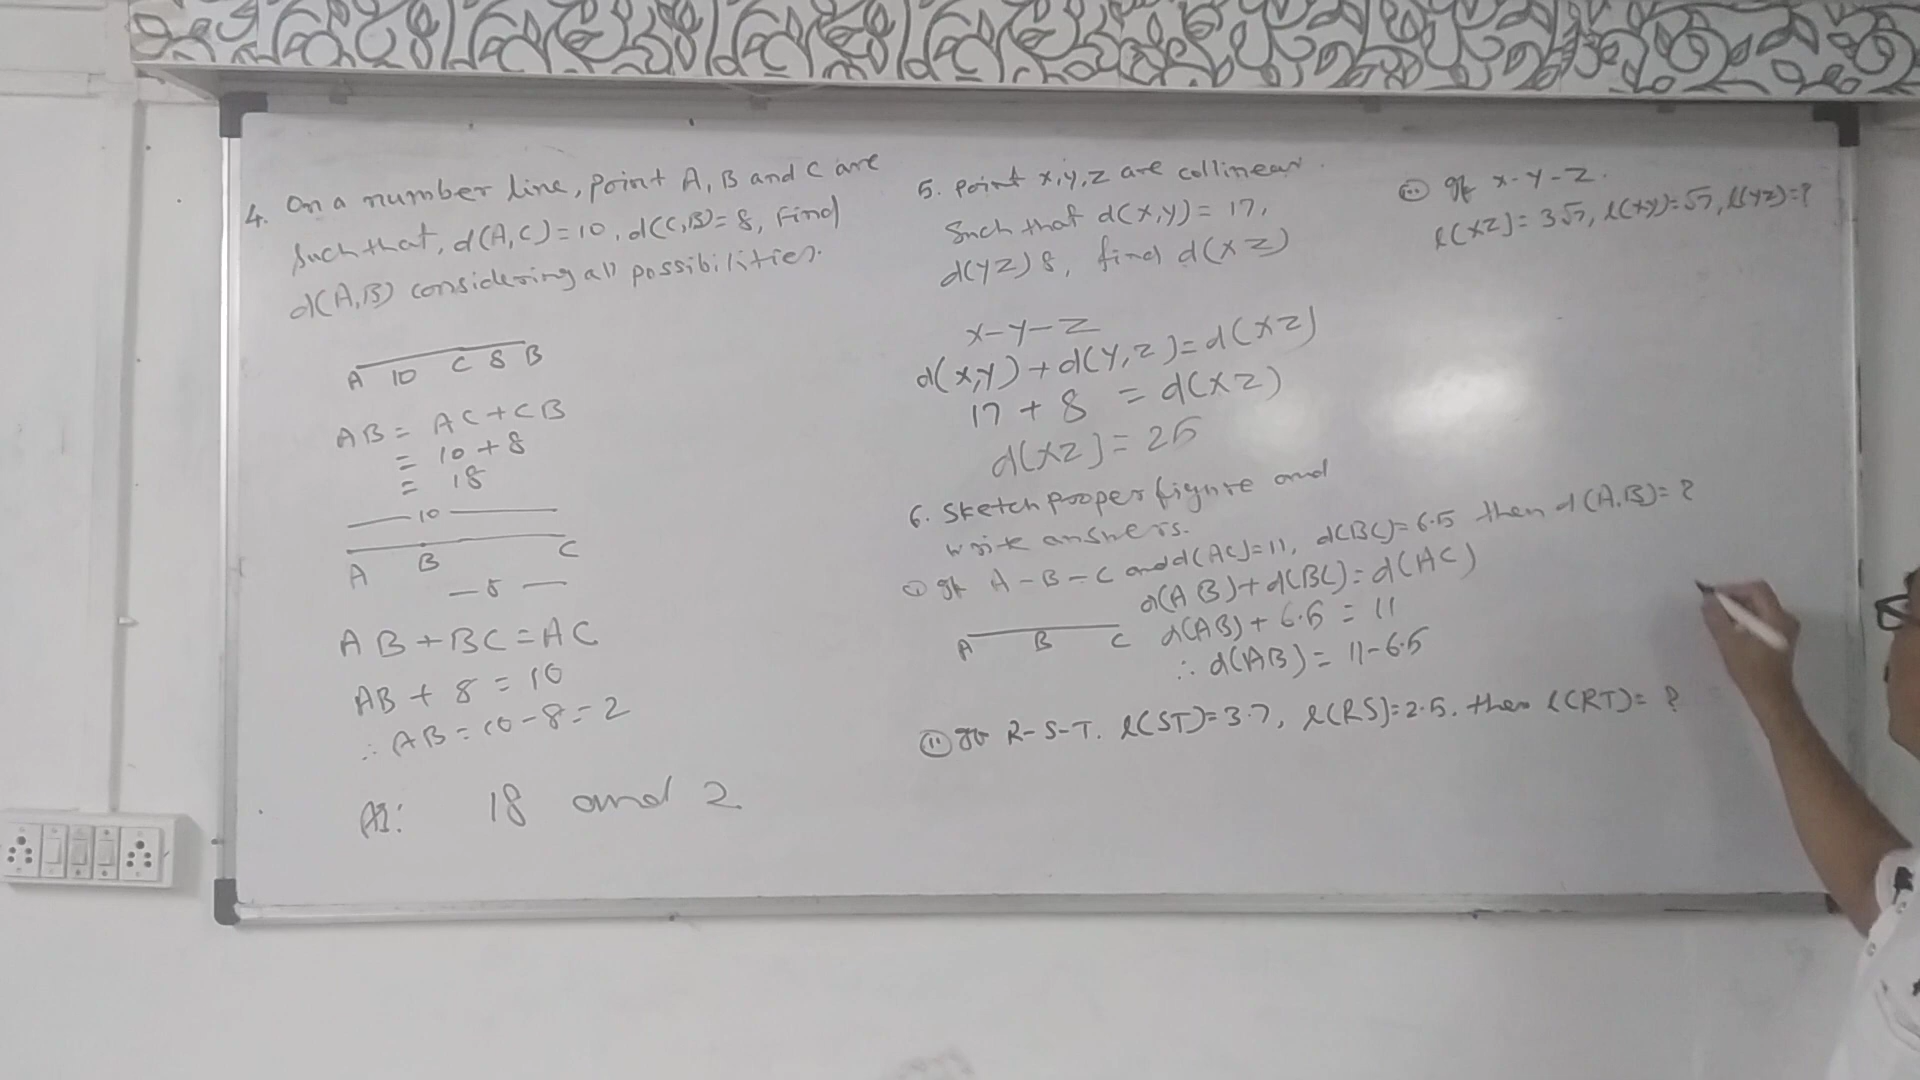 4. On a number line, point A, B and C are
Such that, d(A,C)=10, d(C,B)=8, Find
d(A,B) considering all possibilities.
A 10 C 8 B
AB = AC+CB
= 10+8
= 18
10
A B C
8
AB+BC=AC
AB + 8 = 10
∴ AB = 10-8=2
18 and 2
5. Point x,y,z are collinear.
Such that d(x,y)= 17,
d(yz) 8, find d(xz)
x-y-z
d(x,y)+d(y,z)=d(xz)
17 + 8 = d(xz)
d(xz)=25
6. Sketch proper figure and
write answers.
① If A-B-C and d(AC)=11, d(BC)=6.5 then d(A,B)=?
d(AB)+d(BC)=d(AC)
A B C d(AB)+6.5 = 11
∴ d(AB)= 11-6.5
⑪ If R-S-T. l(ST)=3.7, l(RS)=2.5. then l(RT)= ?
If x-y-z.
l(xz)= 3√7, l(xy)=√7, l(yz)=?